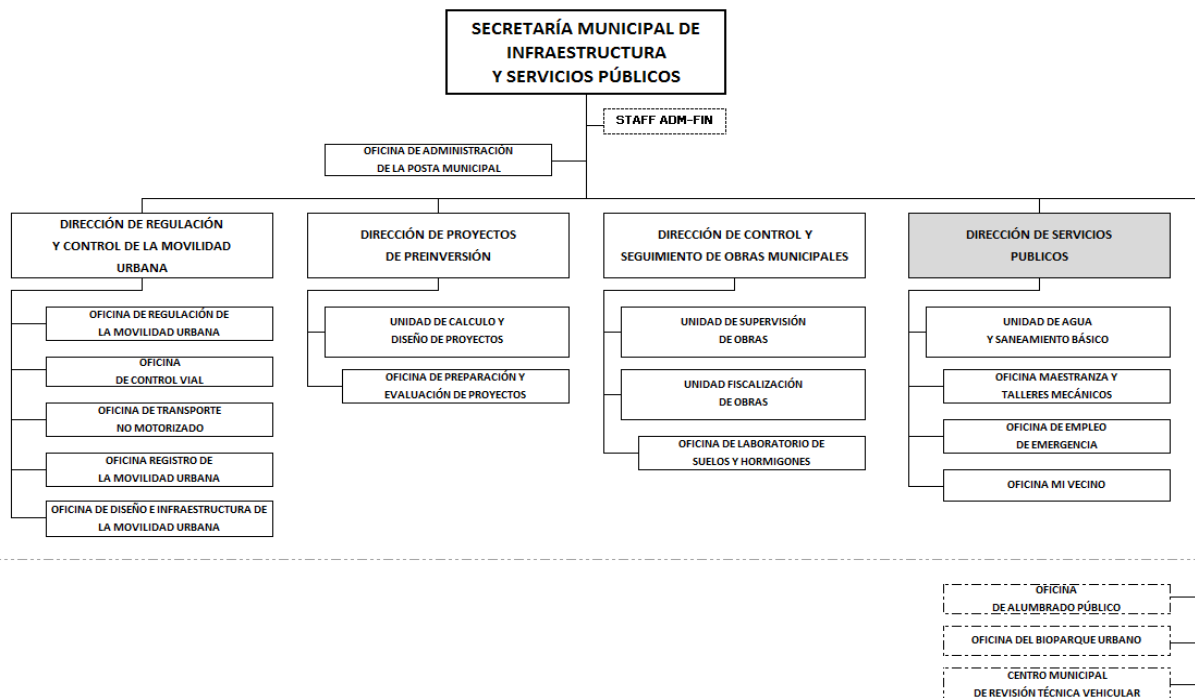 SECRETARÍA MUNICIPAL DE
INFRAESTRUCTURA
Y SERVICIOS PÚBLICOS
STAFF ADM-FIN
OFICINA DE ADMINISTRACIÓN
DE LA POSTA MUNICIPAL
DIRECCIÓN DE REGULACIÓN
Y CONTROL DE LA MOVILIDAD
URBANA
OFICINA DE REGULACIÓN DE
LA MOVILIDAD URBANA
OFICINA
DE CONTROL VIAL
OFICINA DE TRANSPORTE
NO MOTORIZADO
OFICINA REGISTRO DE
LA MOVILIDAD URBANA
OFICINA DE DISEÑO E INFRAESTRUCTURA DE
LA MOVILIDAD URBANA
DIRECCIÓN DE PROYECTOS
DE PREINVERSIÓN
UNIDAD DE CALCULO Y
DISEÑO DE PROYECTOS
OFICINA DE PREPARACIÓN Y
EVALUACIÓN DE PROYECTOS
DIRECCIÓN DE CONTROL Y
SEGUIMIENTO DE OBRAS MUNICIPALES
UNIDAD DE SUPERVISIÓN
DE OBRAS
UNIDAD FISCALIZACIÓN
DE OBRAS
OFICINA DE LABORATORIO DE
SUELOS Y HORMIGONES
DIRECCIÓN DE SERVICIOS
PUBLICOS
UNIDAD DE AGUA
Y SANEAMIENTO BÁSICO
OFICINA MAESTRANZA Y
TALLERES MECÁNICOS
OFICINA DE EMPLEO
DE EMERGENCIA
OFICINA MI VECINO
OFICINA
DE ALUMBRADO PÚBLICO
OFICINA DEL BIOPARQUE URBANO
CENTRO MUNICIPAL
DE REVISIÓN TÉCNICA VEHICULAR